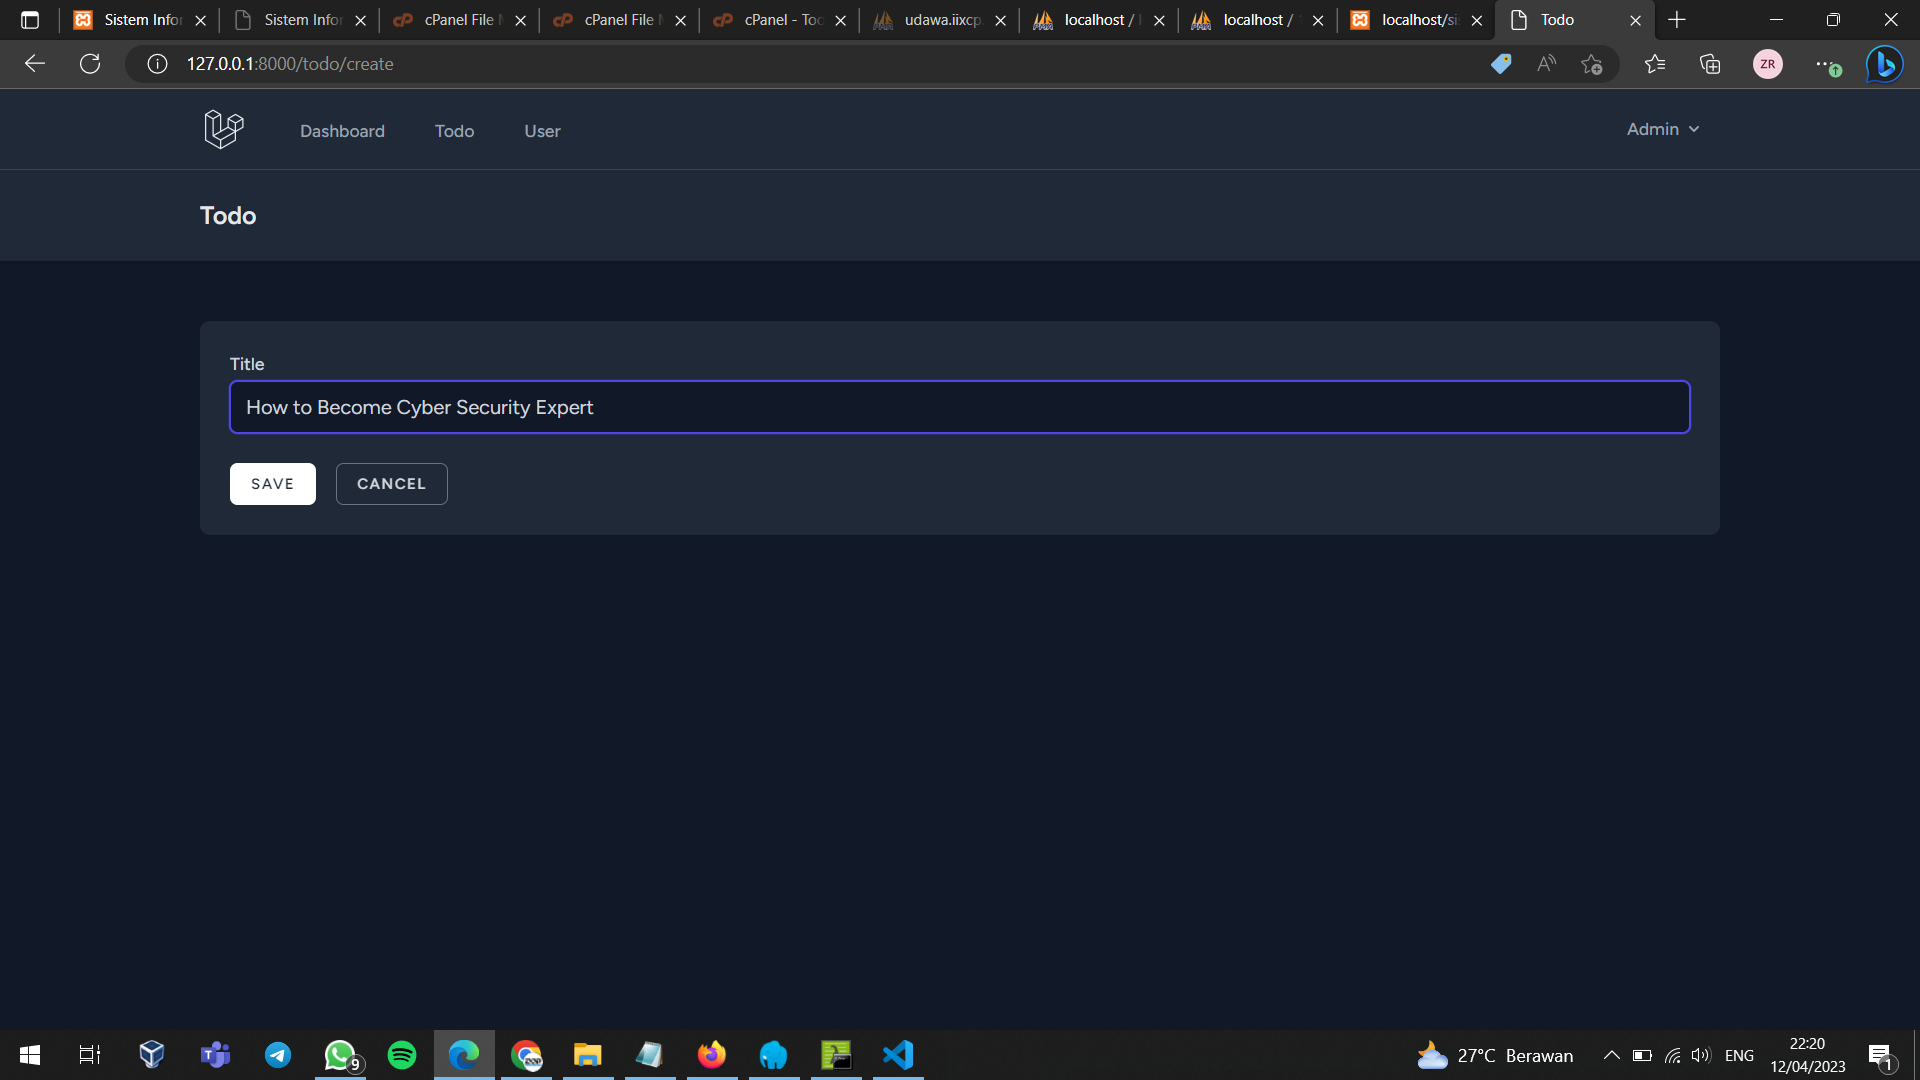 Sistem Infor
Sistem Infor
cPanel File M
cPanel File M
cPanel - Too
udawa.iixcp.
localhost /
localhost /
localhost/sis
Todo
127.0.0.1:8000/todo/create
ZR
Dashboard
Todo
User
Admin
Todo
Title
How to Become Cyber Security Expert
SAVE
CANCEL
9
27°C Berawan
ENG
22:20
12/04/2023
1